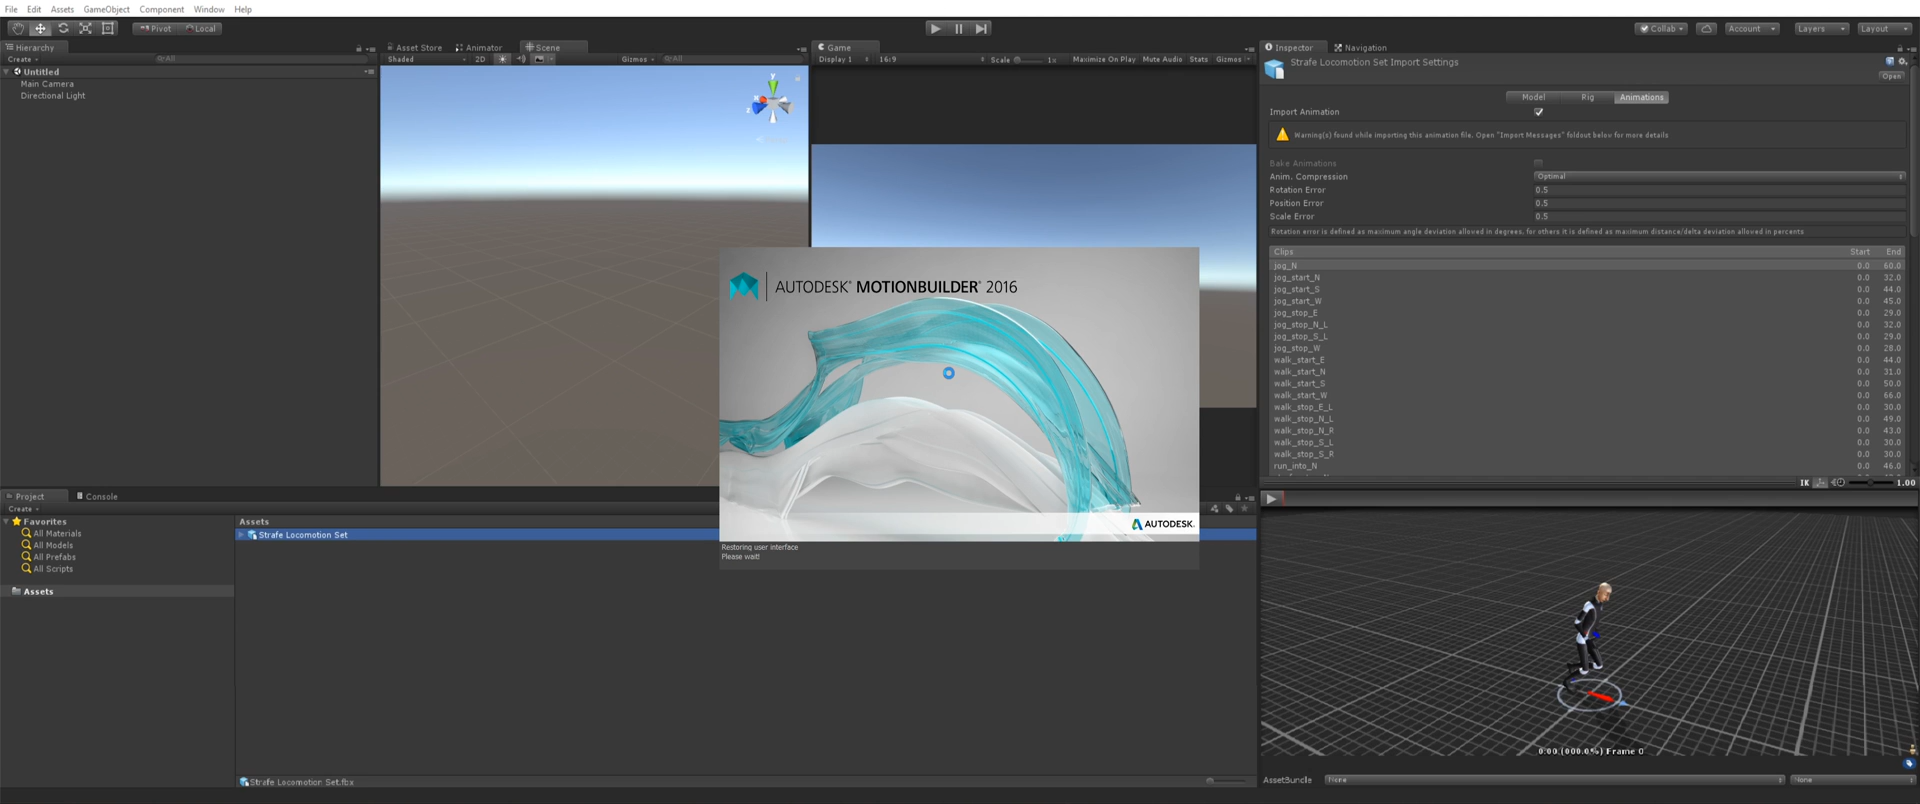 File Edit Assets GameObject Component Window Help
Pivot Local
Collab Account Layers Layout
Hierarchy
Create All
Untitled
Main Camera
Directional Light
Asset Store Animator Scene
Shaded 2D Gizmos All
Game
Display 1 16:9 Scale 1x Maximize On Play Mute Audio Stats Gizmos
Inspector Navigation
Strafe Locomotion Set Import Settings
Open
Model Rig Animations
Import Animation
Warning(s) found while importing this animation file. Open "Import Messages" foldout below for more details
Bake Animations
Anim. Compression Optimal
Rotation Error 0.5
Position Error 0.5
Scale Error 0.5
Rotation error is defined as maximum angle deviation allowed in degrees, for others it is defined as maximum distance/delta deviation allowed in percents
Clips Start End
jog_N 0.0 60.0
jog_start_N 0.0 32.0
jog_start_S 0.0 44.0
jog_start_W 0.0 45.0
jog_stop_E 0.0 29.0
jog_stop_N_L 0.0 32.0
jog_stop_S_L 0.0 29.0
jog_stop_W 0.0 28.0
walk_start_E 0.0 44.0
walk_start_N 0.0 31.0
walk_start_S 0.0 50.0
walk_start_W 0.0 66.0
walk_stop_E_L 0.0 30.0
walk_stop_N_L 0.0 49.0
walk_stop_N_R 0.0 43.0
walk_stop_S_L 0.0 30.0
walk_stop_S_R 0.0 30.0
run_into_N 0.0 46.0
IK 1.00
0:00 (000.0%) Frame 0
AssetBundle None None
AUTODESK® MOTIONBUILDER® 2016
AUTODESK.
Restoring user interface
Please wait!
Project Console
Create
Favorites
All Materials
All Models
All Prefabs
All Scripts
Assets
Assets
Strafe Locomotion Set
Strafe Locomotion Set.fbx